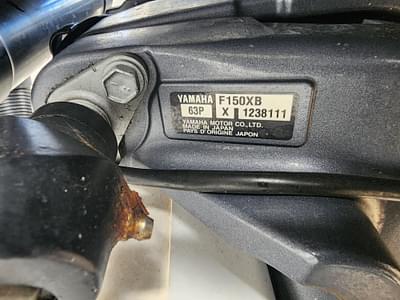 YAMAHA F150XB
63P X 1238111
YAMAHA MOTOR CO.,LTD.
MADE IN JAPAN
PAYS D'ORIGINE JAPON